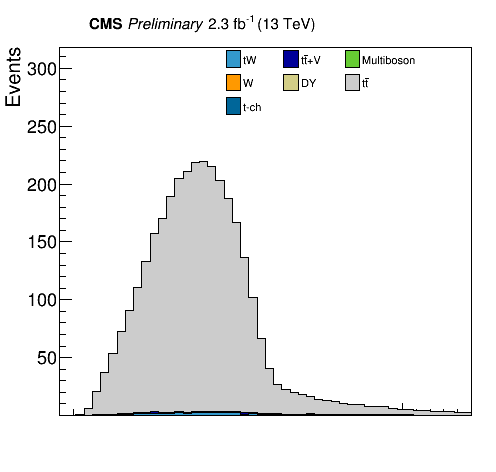 CMS Preliminary 2.3 fb⁻¹ (13 TeV)
Events
300
250
200
150
100
50
tW tt̄+V Multiboson
W DY tt̄
t-ch